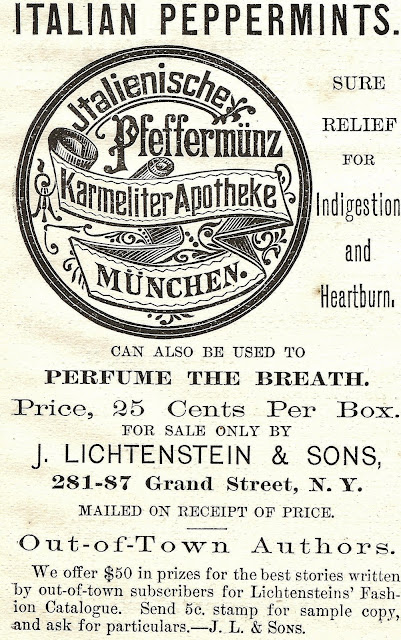 ITALIAN PEPPERMINTS.
Italienische
Pfeffermünz
Karmeliter Apotheke
MÜNCHEN.
SURE
RELIEF
FOR
Indigestion
and
Heartburn.
CAN ALSO BE USED TO
PERFUME THE BREATH.
Price, 25 Cents Per Box.
FOR SALE ONLY BY
J. LICHTENSTEIN & SONS,
281-87 Grand Street, N. Y.
MAILED ON RECEIPT OF PRICE.
Out-of-Town Authors.
We offer $50 in prizes for the best stories written
by out-of-town subscribers for Lichtensteins' Fash-
ion Catalogue. Send 5c. stamp for sample copy,
and ask for particulars.—J. L. & Sons.